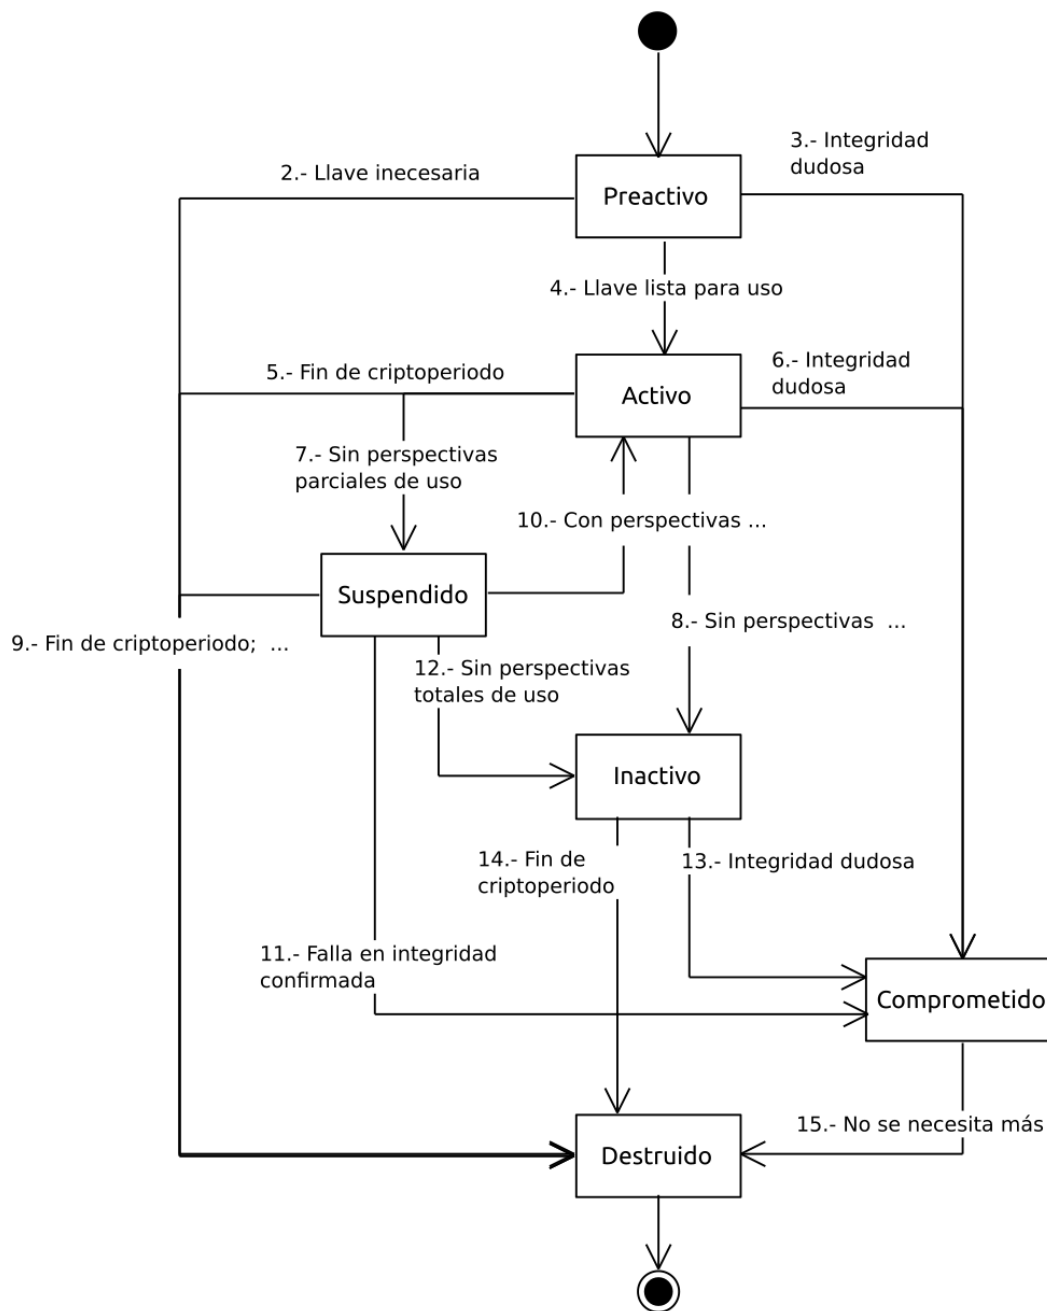 3.- Integridad
dudosa
2.- Llave inecesaria
Preactivo
4.- Llave lista para uso
6.- Integridad
dudosa
5.- Fin de criptoperiodo
Activo
7.- Sin perspectivas
parciales de uso
10.- Con perspectivas ...
Suspendido
8.- Sin perspectivas ...
9.- Fin de criptoperiodo; ...
12.- Sin perspectivas
totales de uso
Inactivo
14.- Fin de
criptoperiodo
13.- Integridad dudosa
11.- Falla en integridad
confirmada
Comprometido
15.- No se necesita más
Destruido